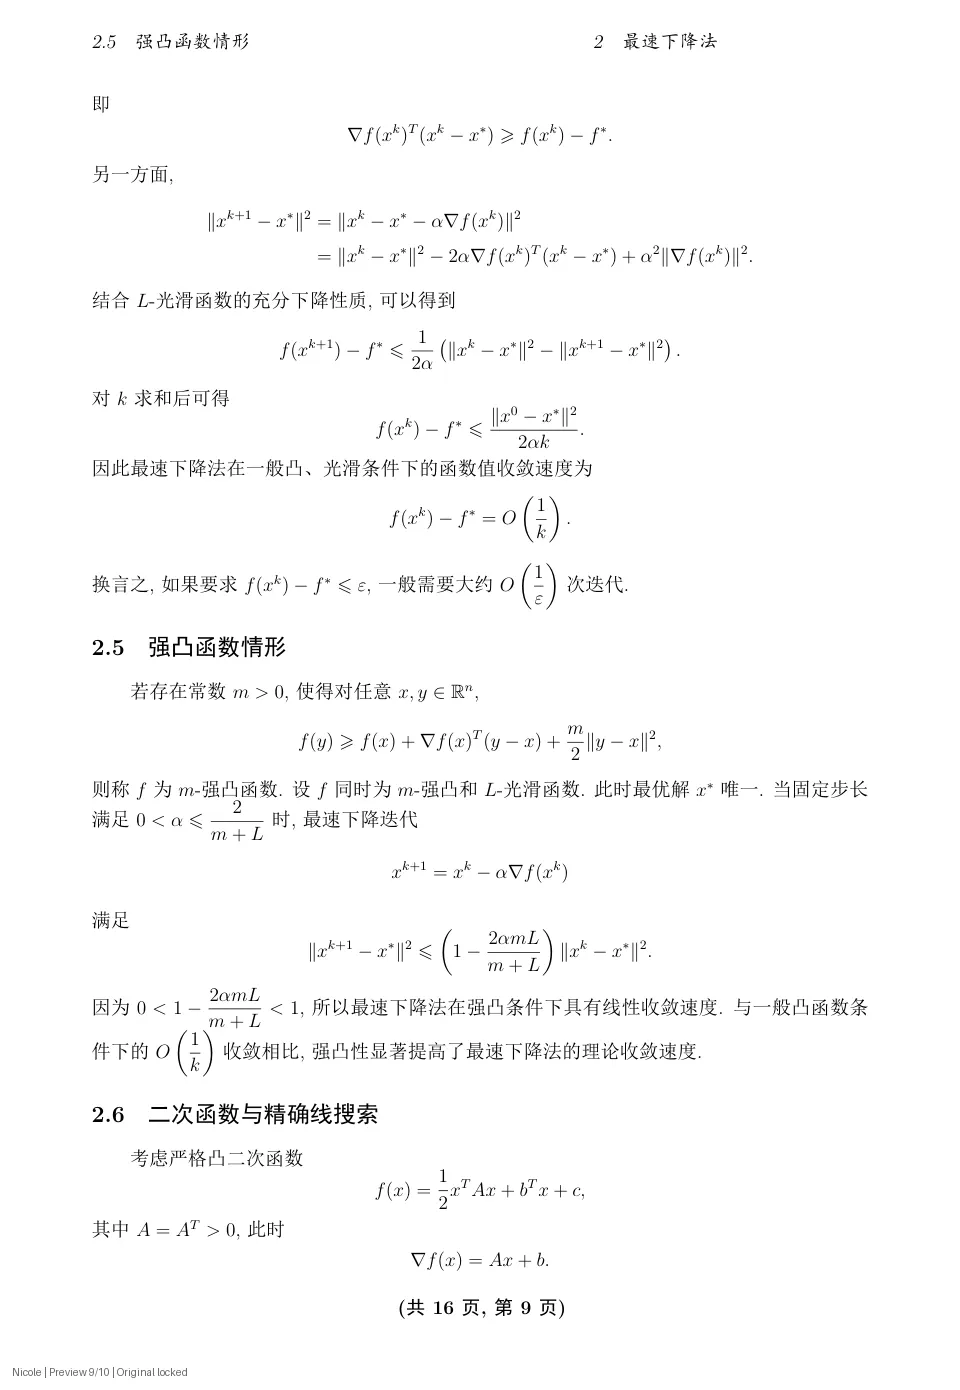 2.5 强凸函数情形 2 最速下降法
即
∇f(x^k)^T(x^k − x*) ⩾ f(x^k) − f*.
另一方面,
‖x^{k+1} − x*‖² = ‖x^k − x* − α∇f(x^k)‖²
= ‖x^k − x*‖² − 2α∇f(x^k)^T(x^k − x*) + α²‖∇f(x^k)‖².
结合 L-光滑函数的充分下降性质, 可以得到
f(x^{k+1}) − f* ⩽ \frac{1}{2α} (‖x^k − x*‖² − ‖x^{k+1} − x*‖²) .
对 k 求和后可得
f(x^k) − f* ⩽ \frac{‖x^0 − x*‖²}{2αk}.
因此最速下降法在一般凸、光滑条件下的函数值收敛速度为
f(x^k) − f* = O(\frac{1}{k}) .
换言之, 如果要求 f(x^k) − f* ⩽ ε, 一般需要大约 O(\frac{1}{ε}) 次迭代.
2.5 强凸函数情形
若存在常数 m > 0, 使得对任意 x, y ∈ ℝ^n,
f(y) ⩾ f(x) + ∇f(x)^T(y − x) + \frac{m}{2}‖y − x‖²,
则称 f 为 m-强凸函数. 设 f 同时为 m-强凸和 L-光滑函数. 此时最优解 x* 唯一. 当固定步长
满足 0 < α ⩽ \frac{2}{m + L} 时, 最速下降迭代
x^{k+1} = x^k − α∇f(x^k)
满足
‖x^{k+1} − x*‖² ⩽ (1 − \frac{2αmL}{m + L}) ‖x^k − x*‖².
因为 0 < 1 − \frac{2αmL}{m + L} < 1, 所以最速下降法在强凸条件下具有线性收敛速度. 与一般凸函数条
件下的 O(\frac{1}{k}) 收敛相比, 强凸性显著提高了最速下降法的理论收敛速度.
2.6 二次函数与精确线搜索
考虑严格凸二次函数
f(x) = \frac{1}{2}x^T Ax + b^T x + c,
其中 A = A^T > 0, 此时
∇f(x) = Ax + b.
(共 16 页, 第 9 页)
Nicole | Preview 9/10 | Original locked